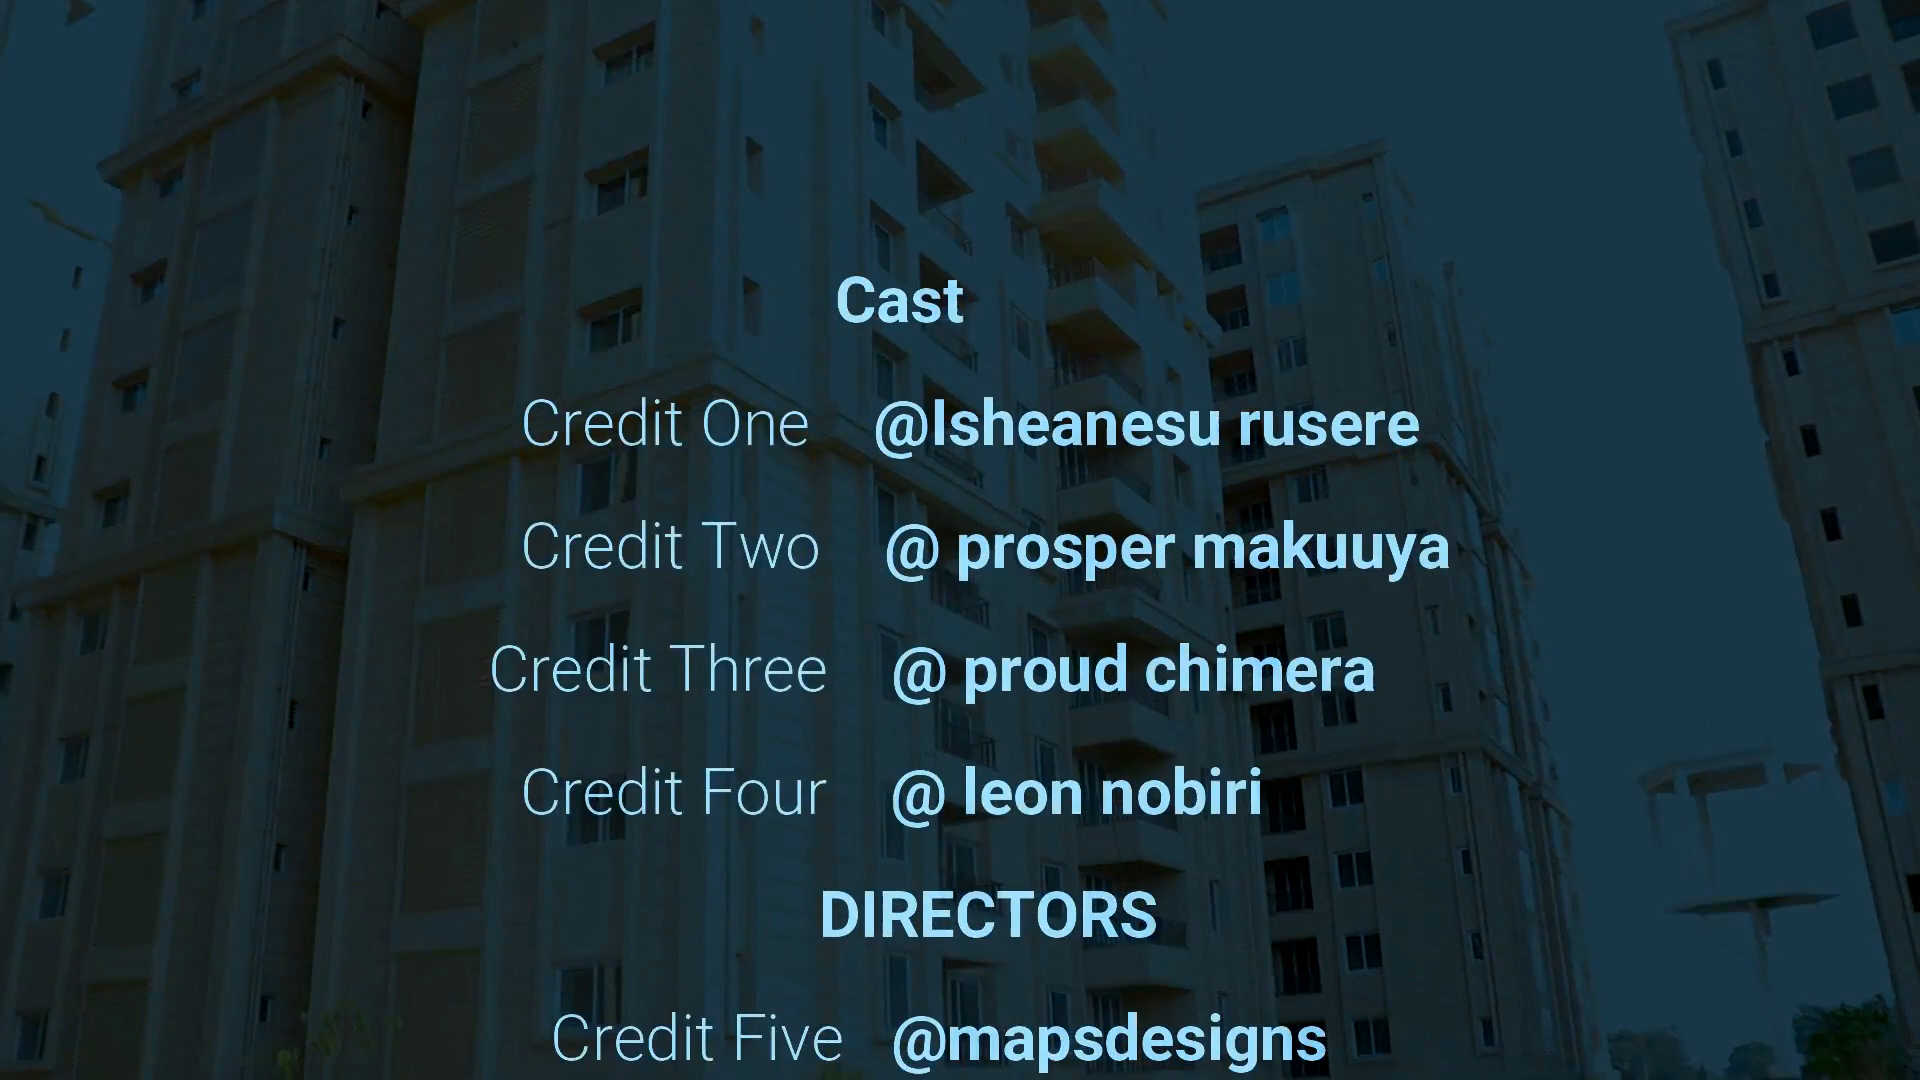 Cast
Credit One @Isheanesu rusere
Credit Two @ prosper makuuya
Credit Three @ proud chimera
Credit Four @ leon nobiri
DIRECTORS
Credit Five @mapsdesigns